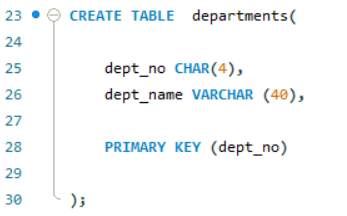 23 CREATE TABLE departments(
24
25 dept_no CHAR(4),
26 dept_name VARCHAR (40),
27
28 PRIMARY KEY (dept_no)
29
30 );